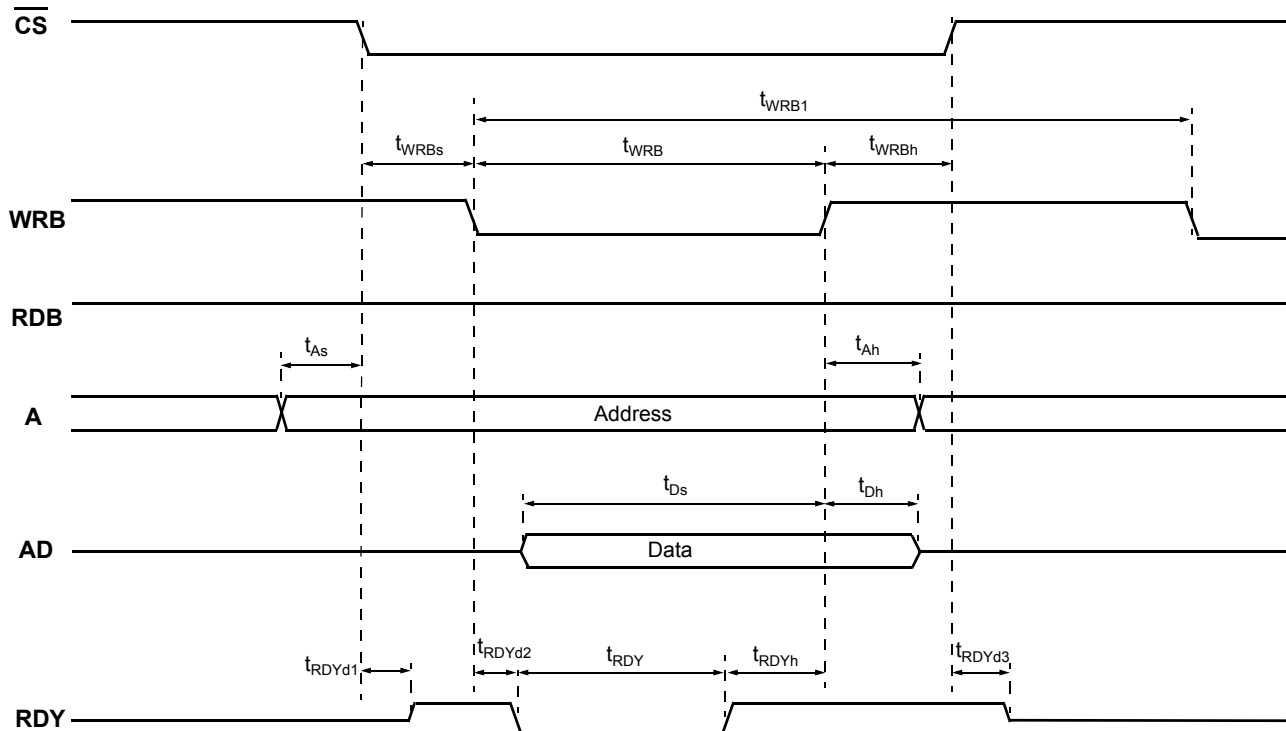 CS
tWRB1
tWRBs tWRB tWRBh
WRB
RDB
tAs tAh
A Address
tDs tDh
AD Data
tRDYd1 tRDYd2 tRDY tRDYh tRDYd3
RDY